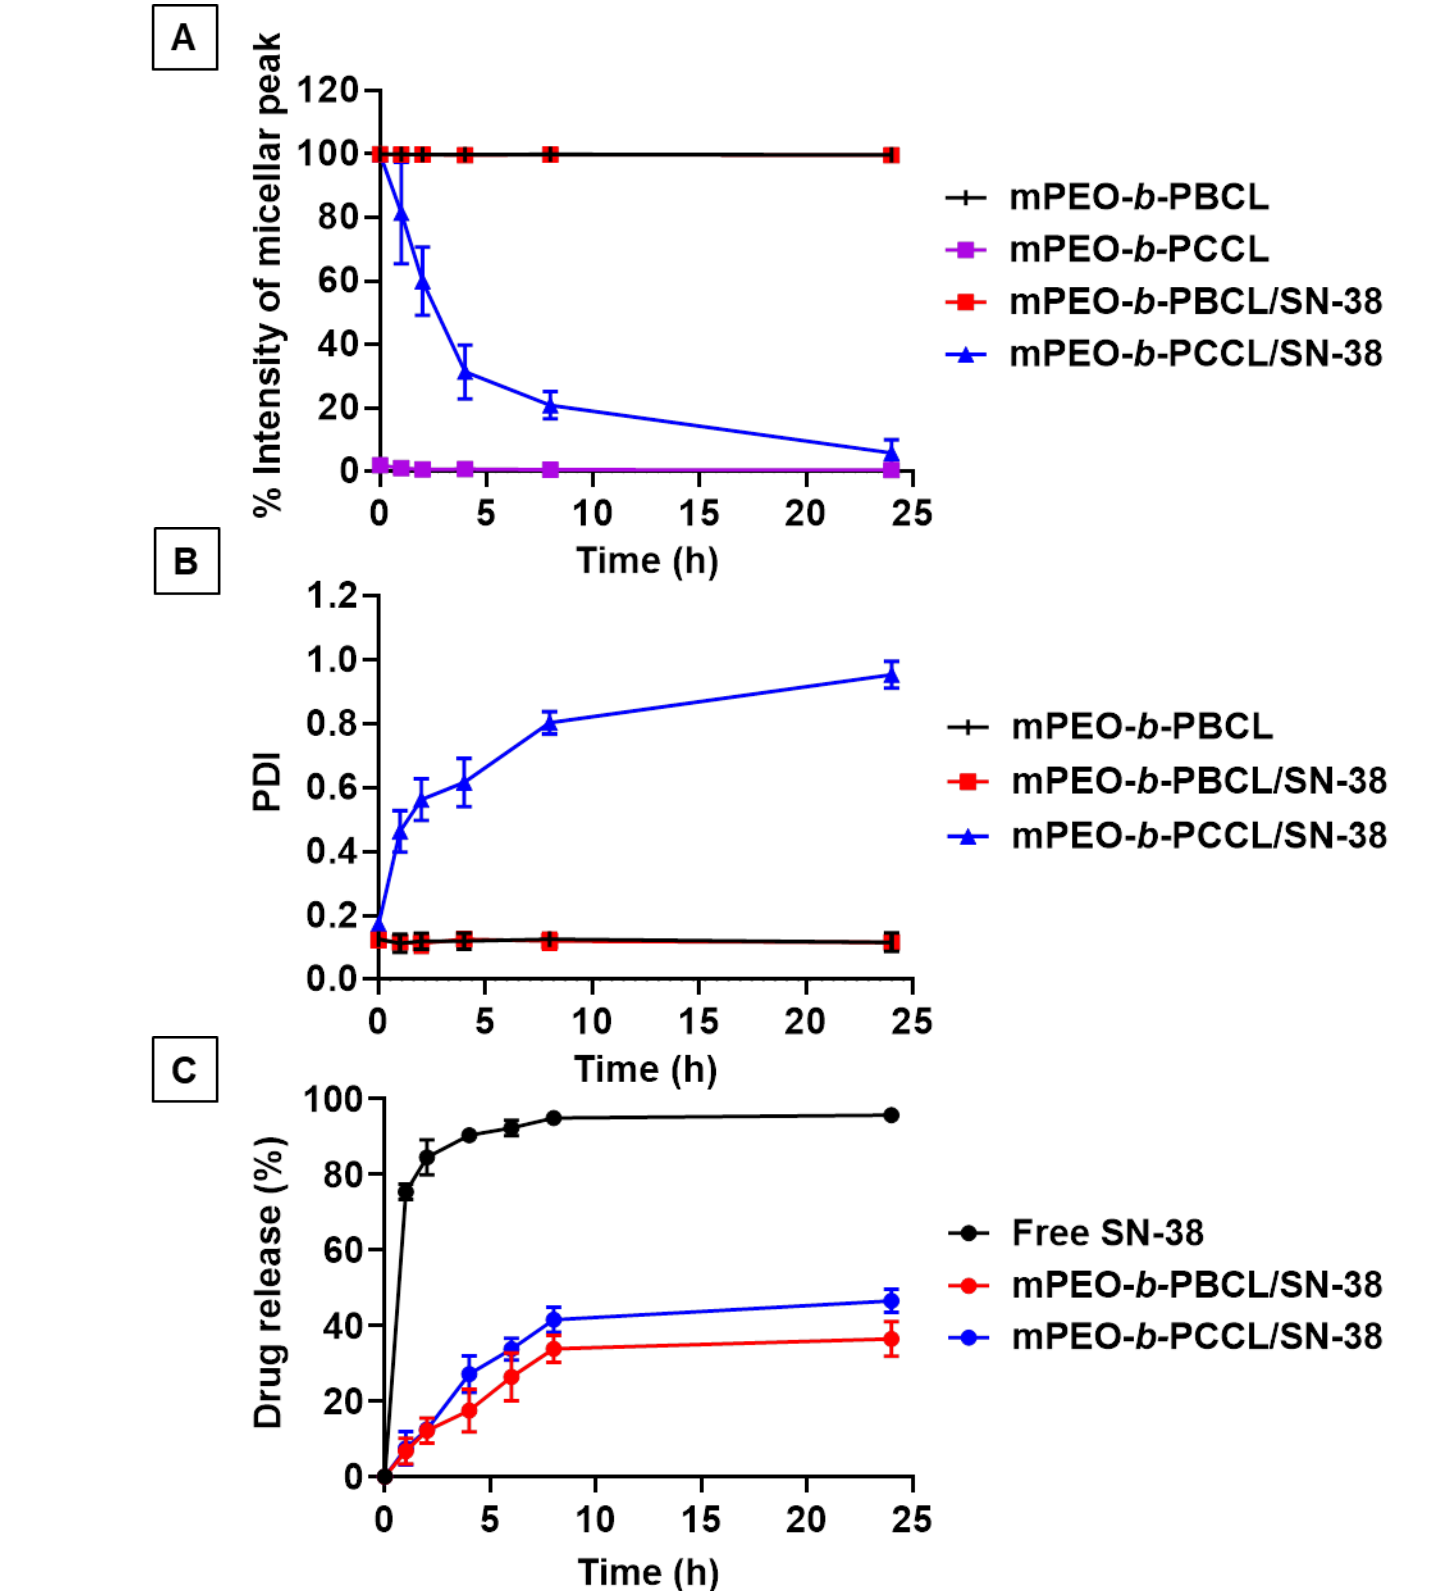 A
% Intensity of micellar peak
120
100
80
60
40
20
0
0 5 10 15 20 25
Time (h)
mPEO-b-PBCL
mPEO-b-PCCL
mPEO-b-PBCL/SN-38
mPEO-b-PCCL/SN-38
B
PDI
1.2
1.0
0.8
0.6
0.4
0.2
0.0
0 5 10 15 20 25
Time (h)
mPEO-b-PBCL
mPEO-b-PBCL/SN-38
mPEO-b-PCCL/SN-38
C
Drug release (%)
100
80
60
40
20
0
0 5 10 15 20 25
Time (h)
Free SN-38
mPEO-b-PBCL/SN-38
mPEO-b-PCCL/SN-38